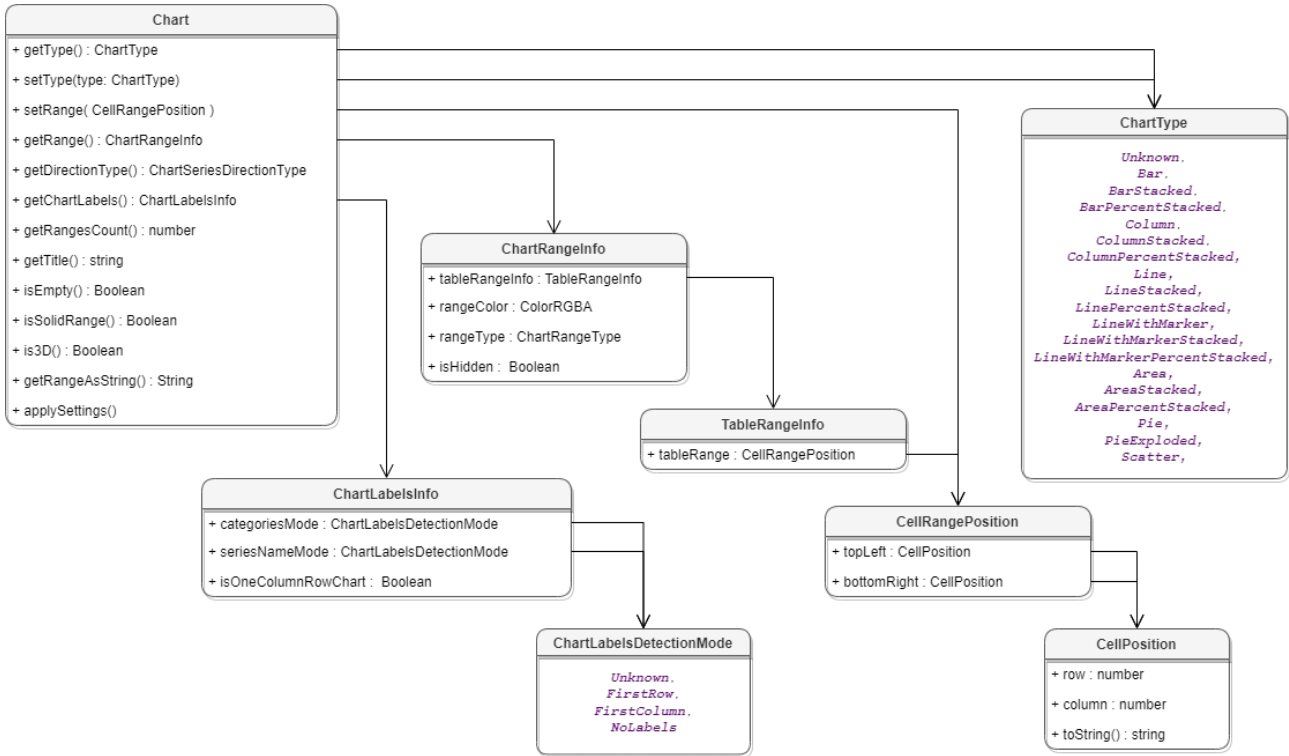 Chart
+ getType() : ChartType
+ setType(type: ChartType)
+ setRange( CellRangePosition )
+ getRange() : ChartRangeInfo
+ getDirectionType() : ChartSeriesDirectionType
+ getChartLabels() : ChartLabelsInfo
+ getRangesCount() : number
+ getTitle() : string
+ isEmpty() : Boolean
+ isSolidRange() : Boolean
+ is3D() : Boolean
+ getRangeAsString() : String
+ applySettings()
ChartType
Unknown,
Bar,
BarStacked,
BarPercentStacked,
Column,
ColumnStacked,
ColumnPercentStacked,
Line,
LineStacked,
LinePercentStacked,
LineWithMarker,
LineWithMarkerStacked,
LineWithMarkerPercentStacked,
Area,
AreaStacked,
AreaPercentStacked,
Pie,
PieExploded,
Scatter,
ChartRangeInfo
+ tableRangeInfo : TableRangeInfo
+ rangeColor : ColorRGBA
+ rangeType : ChartRangeType
+ isHidden : Boolean
TableRangeInfo
+ tableRange : CellRangePosition
ChartLabelsInfo
+ categoriesMode : ChartLabelsDetectionMode
+ seriesNameMode : ChartLabelsDetectionMode
+ isOneColumnRowChart : Boolean
CellRangePosition
+ topLeft : CellPosition
+ bottomRight : CellPosition
ChartLabelsDetectionMode
Unknown,
FirstRow,
FirstColumn,
NoLabels
CellPosition
+ row : number
+ column : number
+ toString() : string